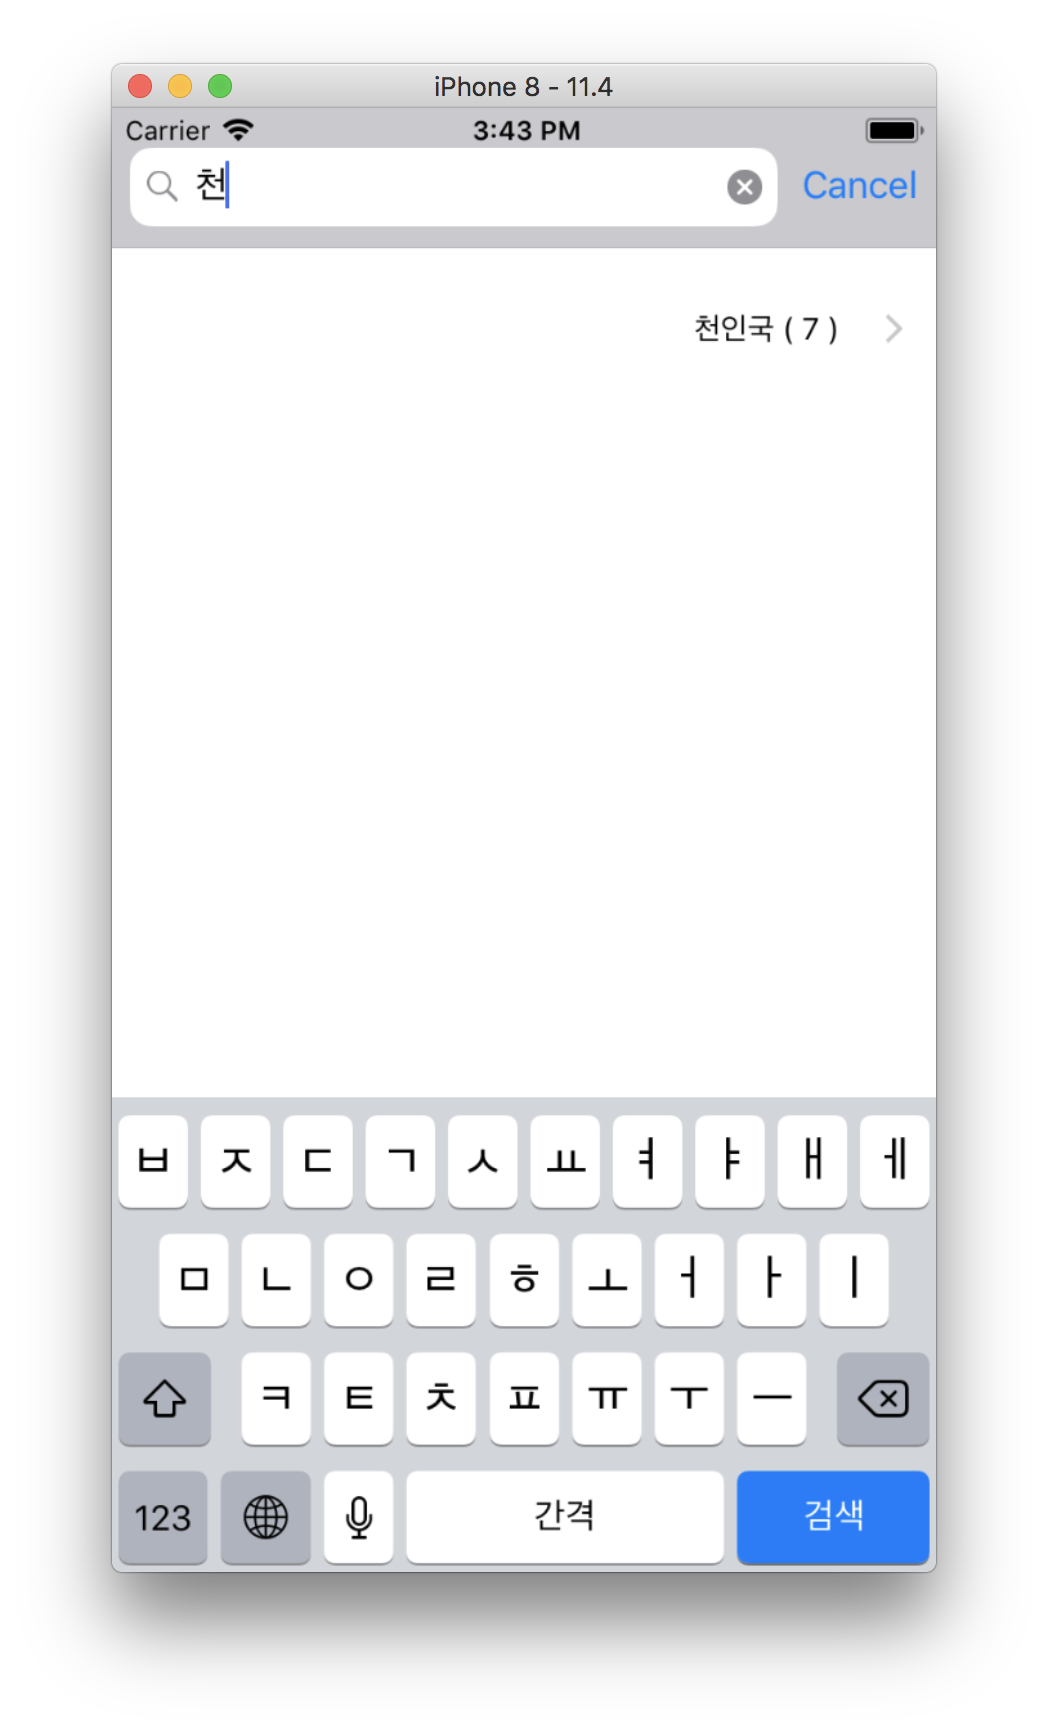 iPhone 8 - 11.4
Carrier 3:43 PM
천 Cancel
천인국 ( 7 )
ㅂ ㅈ ㄷ ㄱ ㅅ ㅛ ㅕ ㅑ ㅐ ㅔ
ㅁ ㄴ ㅇ ㄹ ㅎ ㅗ ㅓ ㅏ ㅣ
ㅋ ㅌ ㅊ ㅍ ㅠ ㅜ ㅡ
123 간격 검색